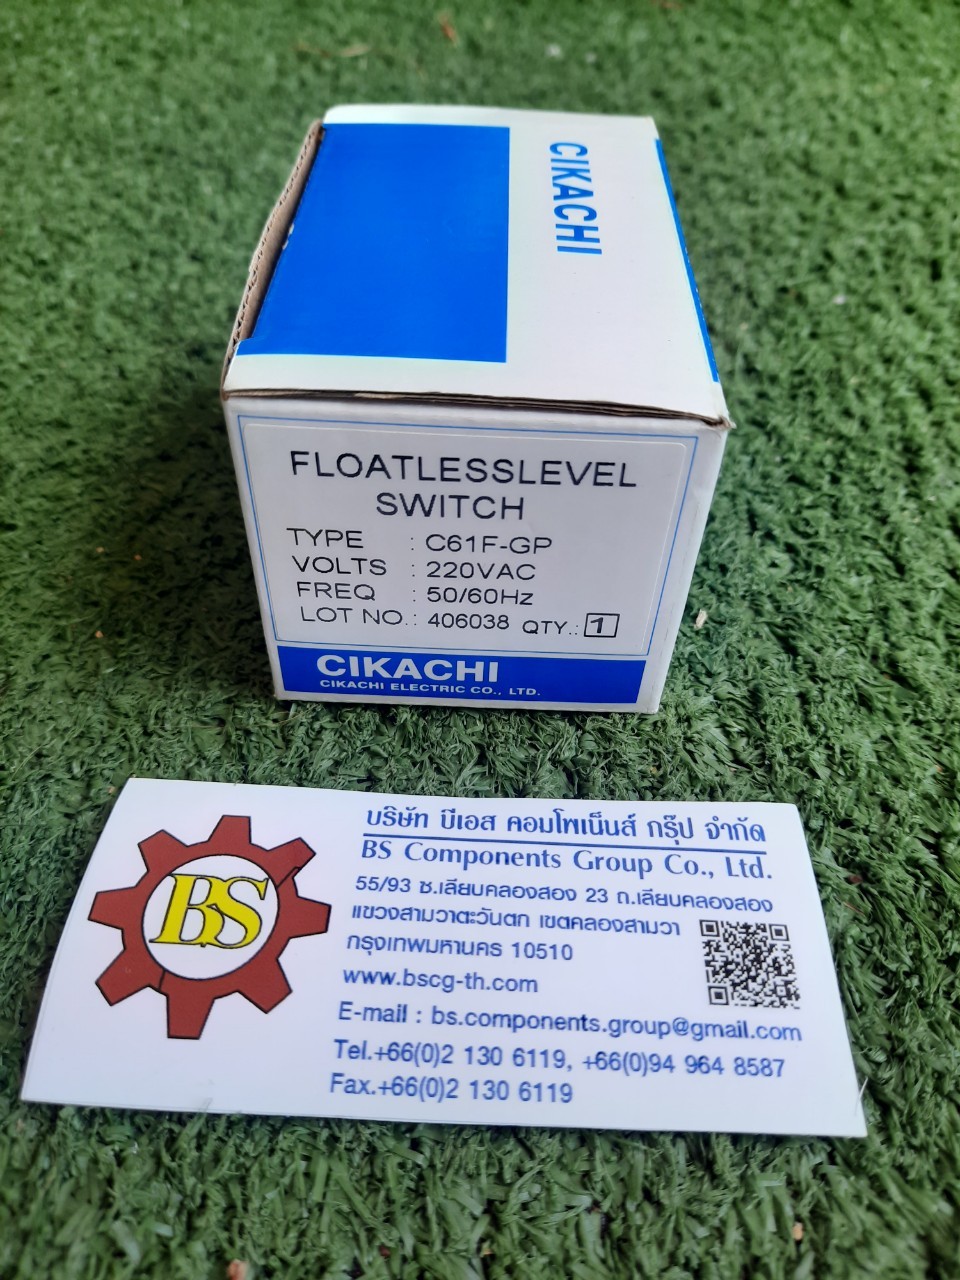 CIKACHI
FLOATLESSLEVEL
SWITCH
TYPE : C61F-GP
VOLTS : 220VAC
FREQ : 50/60Hz
LOT NO.: 406038 QTY.: 1
CIKACHI
CIKACHI ELECTRIC CO., LTD.
BS
บริษัท บีเอส คอมโพเน็นส์ กรุ๊ป จำกัด
BS Components Group Co., Ltd.
55/93 ซ.เลียบคลองสอง 23 ถ.เลียบคลองสอง
แขวงสามวาตะวันตก เขตคลองสามวา
กรุงเทพมหานคร 10510
www.bscg-th.com
E-mail : bs.components.group@gmail.com
Tel.+66(0)2 130 6119, +66(0)94 964 8587
Fax.+66(0)2 130 6119